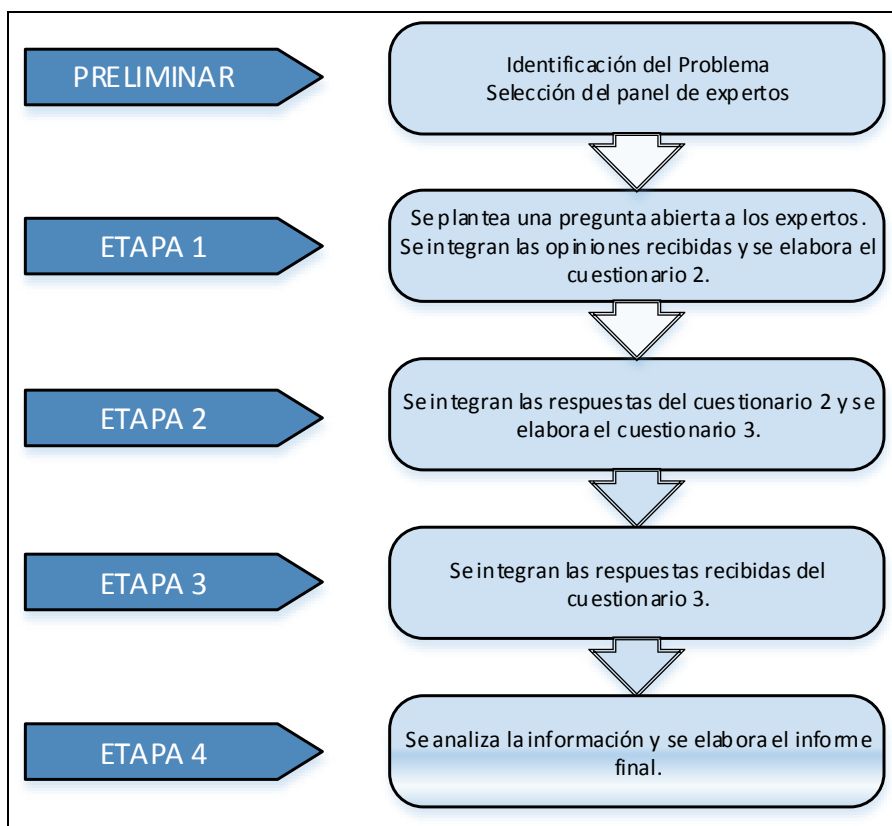 PRELIMINAR
Identificación del Problema
Selección del panel de expertos
ETAPA 1
Se plantea una pregunta abierta a los expertos.
Se integran las opiniones recibidas y se elabora el
cuestionario 2.
ETAPA 2
Se integran las respuestas del cuestionario 2 y se
elabora el cuestionario 3.
ETAPA 3
Se integran las respuestas recibidas del
cuestionario 3.
ETAPA 4
Se analiza la información y se elabora el informe
final.